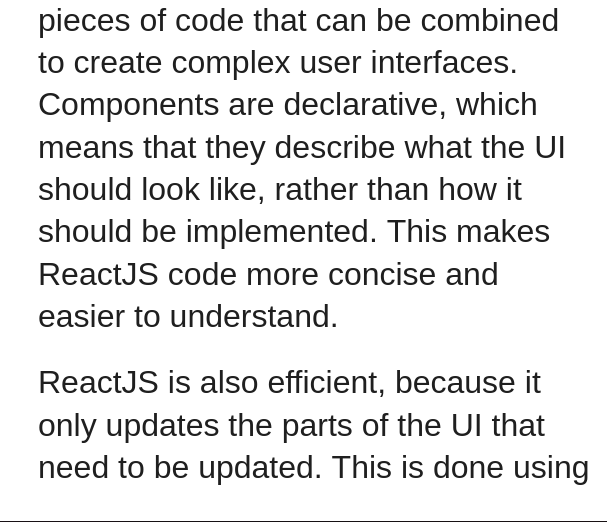 pieces of code that can be combined
to create complex user interfaces.
Components are declarative, which
means that they describe what the UI
should look like, rather than how it
should be implemented. This makes
ReactJS code more concise and
easier to understand.
ReactJS is also efficient, because it
only updates the parts of the UI that
need to be updated. This is done using